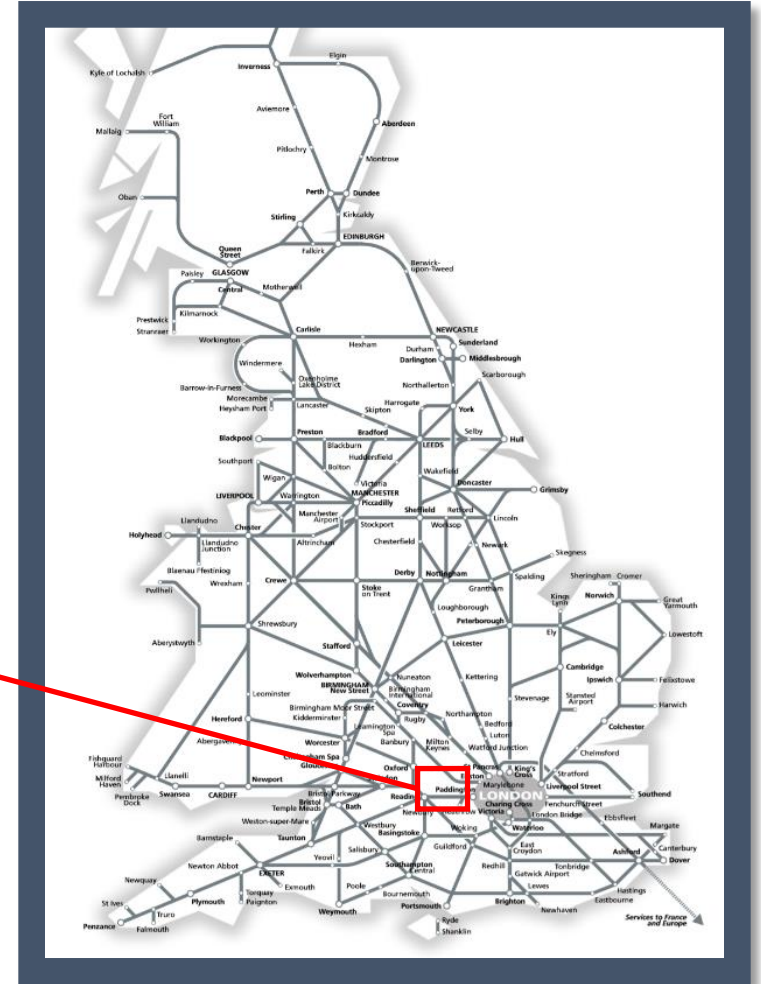 Elgin
Inverness
Kyle of Lochalsh
Aviemore
Fort
William
Mallaig
Aberdeen
Pitlochry
Montrose
Perth
Dundee
Oban
Stirling
Kirkcaldy
EDINBURGH
Queen
Street
Falkirk
Berwick-
upon-Tweed
Paisley
GLASGOW
Central
Motherwell
Prestwick
Kilmarnock
Stranraer
Carlisle
NEWCASTLE
Workington
Hexham
Sunderland
Durham
Darlington
Middlesbrough
Windermere
Scarborough
Oxenholme
Lake District
Barrow-in-Furness
Northallerton
Morecambe
Heysham Port
Lancaster
Harrogate
Skipton
York
Blackpool
Preston
Bradford
Selby
Blackburn
LEEDS
Hull
Southport
Huddersfield
Bolton
Wakefield
Wigan
Victoria
Doncaster
LIVERPOOL
Warrington
MANCHESTER
Piccadilly
Grimsby
Manchester
Airport
Sheffield
Retford
Llandudno
Chester
Stockport
Worksop
Lincoln
Holyhead
Llandudno
Junction
Altrincham
Chesterfield
Newark
Skegness
Blaenau Ffestiniog
Derby
Nottingham
Sheringham
Cromer
Pwllheli
Wrexham
Crewe
Stoke
on Trent
Grantham
Spalding
Kings
Lynn
Norwich
Great
Yarmouth
Loughborough
Peterborough
Shrewsbury
Ely
Lowestoft
Aberystwyth
Stafford
Leicester
Wolverhampton
BIRMINGHAM
New Street
Nuneaton
Kettering
Cambridge
Birmingham
International
Ipswich
Felixstowe
Leominster
Coventry
Stevenage
Stansted
Airport
Birmingham Moor Street
Rugby
Northampton
Harwich
Kidderminster
Hereford
Leamington
Spa
Bedford
Colchester
Abergavenny
Worcester
Banbury
Milton
Keynes
Luton
Watford Junction
Chelmsford
Fishguard
Harbour
Cheltenham Spa
Gloucester
Oxford
St Pancras
King's
Cross
Milford
Haven
Llanelli
Newport
Euston
Stratford
Marylebone
Liverpool Street
Pembroke
Dock
Swansea
CARDIFF
Bristol Parkway
Reading
Paddington
LONDON
Southend
Bristol
Temple Meads
Bath
Newbury
Charing Cross
Fenchurch Street
Victoria
London Bridge
Ebbsfleet
Weston-super-Mare
Westbury
Basingstoke
Woking
Waterloo
Margate
Barnstaple
Taunton
Salisbury
Guildford
East
Croydon
Canterbury
Yeovil
Redhill
Tonbridge
Ashford
Dover
Newton Abbot
Southampton
Central
Gatwick Airport
EXETER
Newquay
Exmouth
Poole
Lewes
Hastings
Torquay
Paignton
Bournemouth
Eastbourne
St Ives
Plymouth
Weymouth
Portsmouth
Brighton
Newhaven
Truro
Penzance
Falmouth
Ryde
Shanklin
Services to France
and Europe